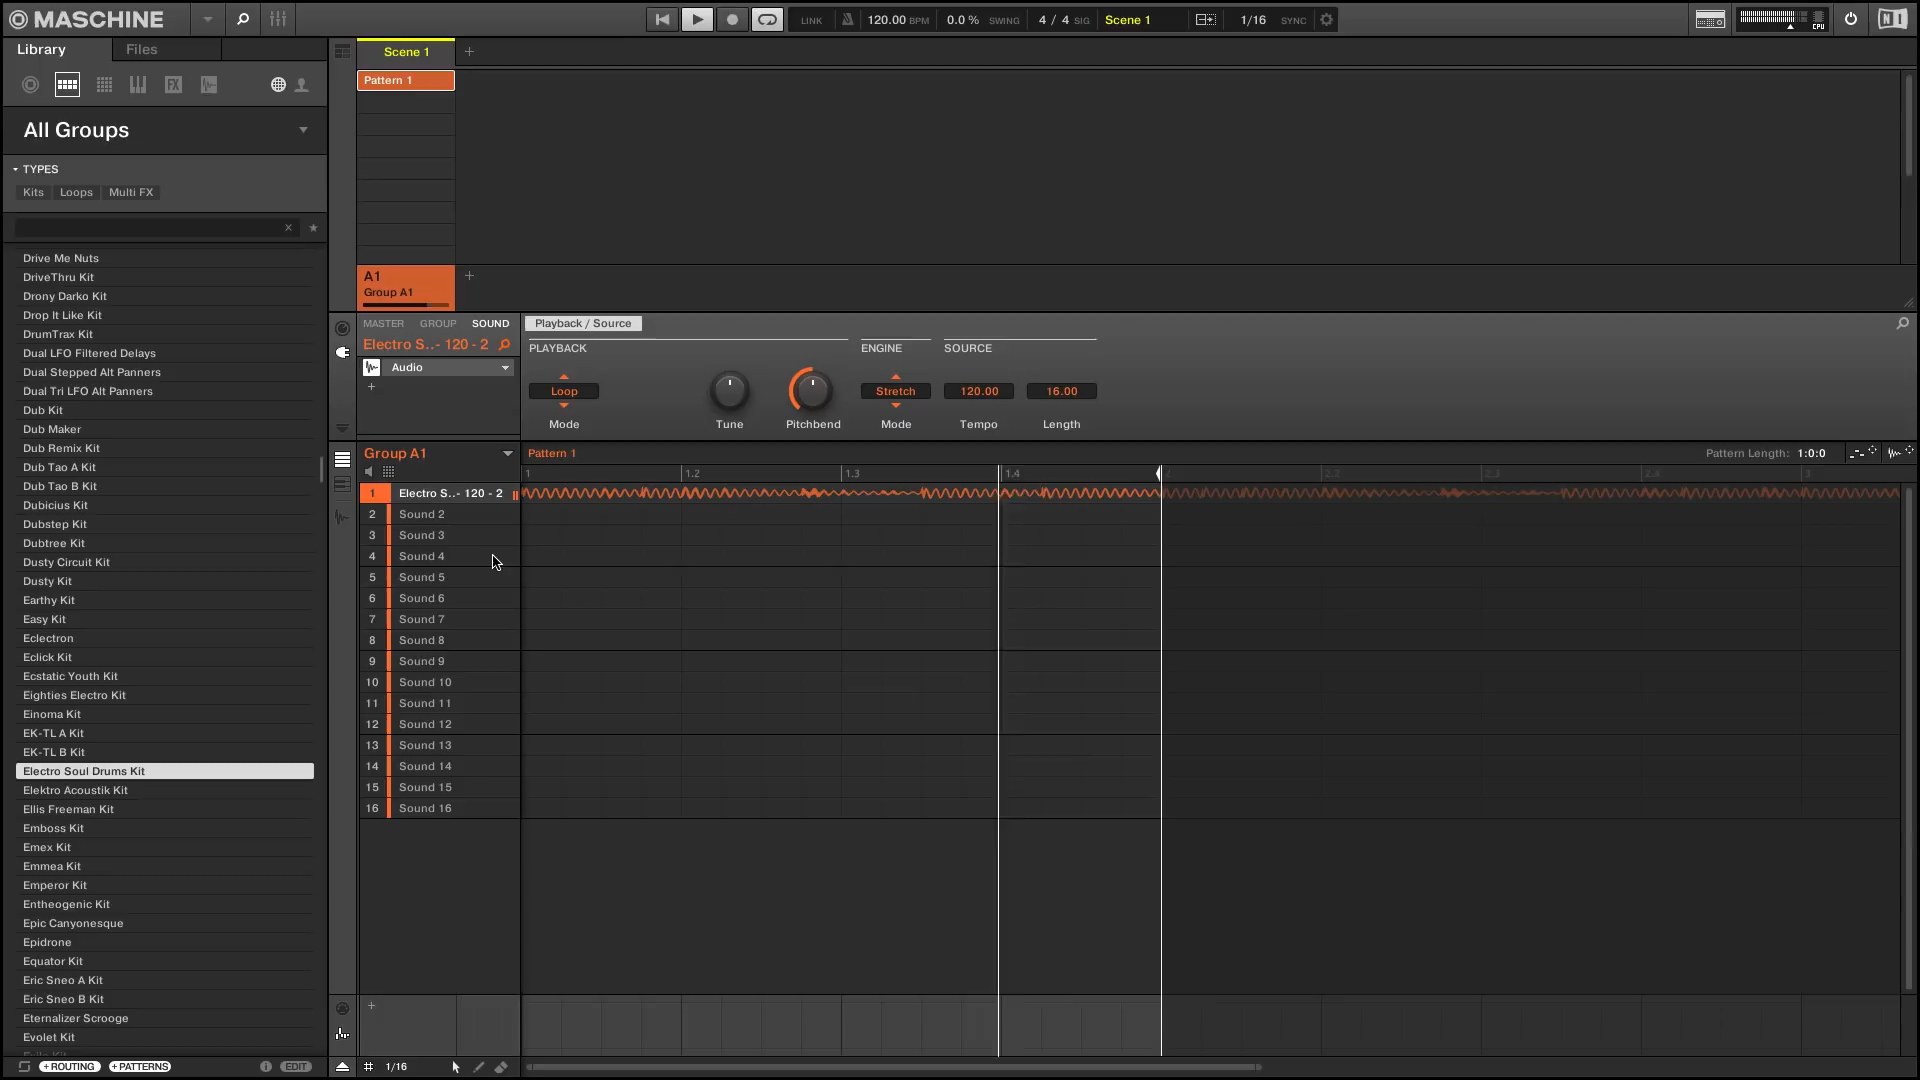 MASCHINE
LINK 120.00 BPM 0.0 % SWING 4 / 4 SIG Scene 1 1/16 SYNC CPU
Library Files
Scene 1 +
Pattern 1
All Groups
TYPES
Kits Loops Multi FX
Drive Me Nuts
DriveThru Kit
Drony Darko Kit
Drop It Like Kit
DrumTrax Kit
Dual LFO Filtered Delays
Dual Stepped Alt Panners
Dual Tri LFO Alt Panners
Dub Kit
Dub Maker
Dub Remix Kit
Dub Tao A Kit
Dub Tao B Kit
Dubicius Kit
Dubstep Kit
Dubtree Kit
Dusty Circuit Kit
Dusty Kit
Earthy Kit
Easy Kit
Eclectron
Eclick Kit
Ecstatic Youth Kit
Eighties Electro Kit
Einoma Kit
EK-TL A Kit
EK-TL B Kit
Electro Soul Drums Kit
Elektro Acoustik Kit
Ellis Freeman Kit
Emboss Kit
Emex Kit
Emmea Kit
Emperor Kit
Entheogenic Kit
Epic Canyonesque
Epidrone
Equator Kit
Eric Sneo A Kit
Eric Sneo B Kit
Eternalizer Scrooge
Evolet Kit
+ROUTING +PATTERNS EDIT
A1
Group A1
+
MASTER GROUP SOUND
Electro S..- 120 - 2
Audio
+
Playback / Source
PLAYBACK ENGINE SOURCE
Loop Stretch 120.00 16.00
Mode Tune Pitchbend Mode Tempo Length
Group A1
Pattern 1
Pattern Length: 1:0:0
1 1.2 1.3 1.4 2 2.2 2.3 2.4 3
1 Electro S..- 120 - 2
2 Sound 2
3 Sound 3
4 Sound 4
5 Sound 5
6 Sound 6
7 Sound 7
8 Sound 8
9 Sound 9
10 Sound 10
11 Sound 11
12 Sound 12
13 Sound 13
14 Sound 14
15 Sound 15
16 Sound 16
+
1/16